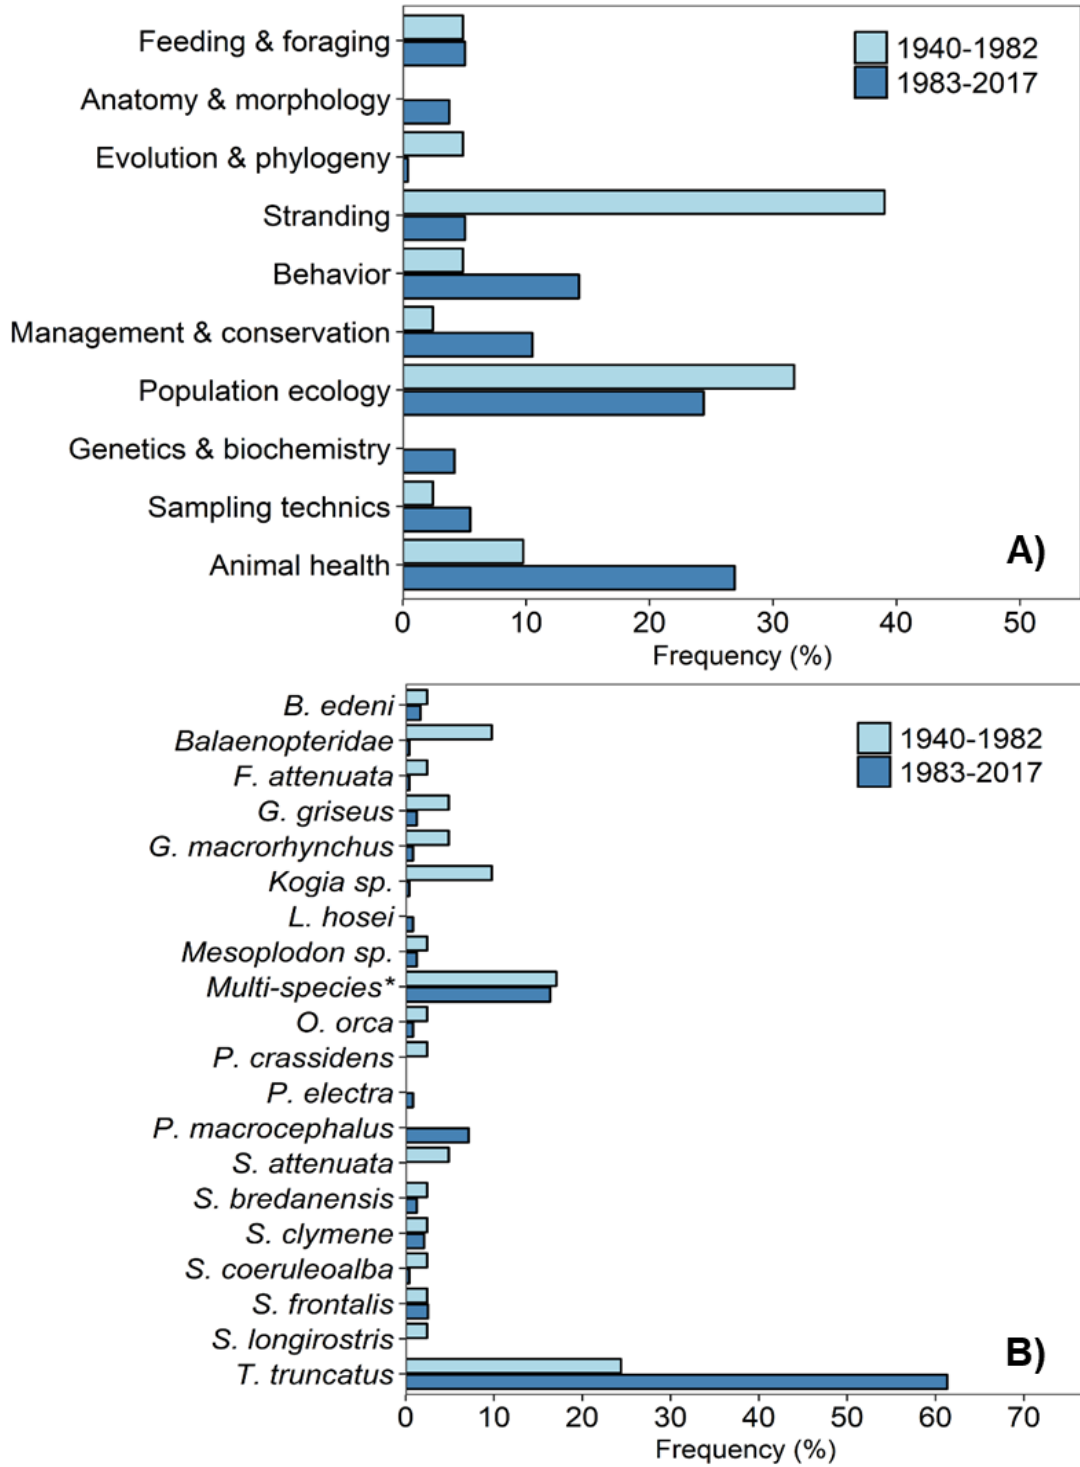 Feeding & foraging
Anatomy & morphology
Evolution & phylogeny
Stranding
Behavior
Management & conservation
Population ecology
Genetics & biochemistry
Sampling technics
Animal health
1940-1982
1983-2017
A)
0 10 20 30 40 50
Frequency (%)
B. edeni
Balaenopteridae
F. attenuata
G. griseus
G. macrorhynchus
Kogia sp.
L. hosei
Mesoplodon sp.
Multi-species*
O. orca
P. crassidens
P. electra
P. macrocephalus
S. attenuata
S. bredanensis
S. clymene
S. coeruleoalba
S. frontalis
S. longirostris
T. truncatus
1940-1982
1983-2017
B)
0 10 20 30 40 50 60 70
Frequency (%)